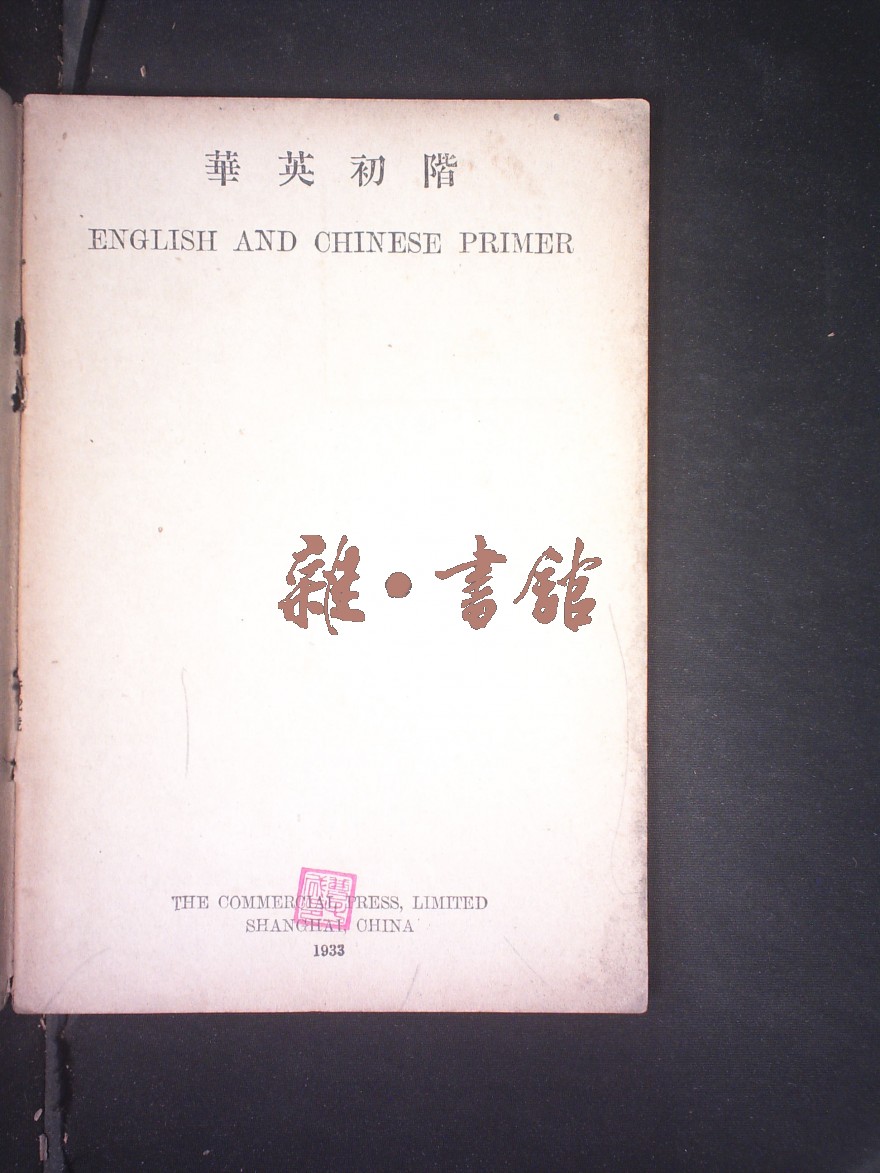 華英初階
ENGLISH AND CHINESE PRIMER
雜·書館
THE COMMERCIAL PRESS, LIMITED
SHANGHAI, CHINA
1933